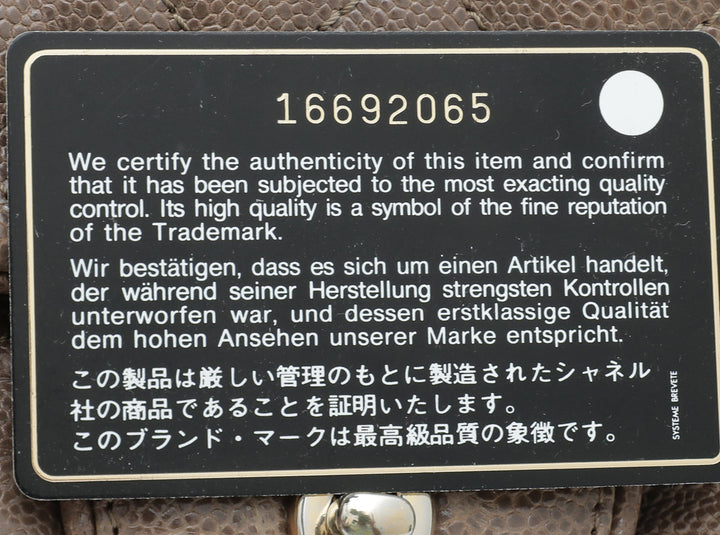 16692065
We certify the authenticity of this item and confirm
that it has been subjected to the most exacting quality
control. Its high quality is a symbol of the fine reputation
of the Trademark.
Wir bestätigen, dass es sich um einen Artikel handelt,
der während seiner Herstellung strengsten Kontrollen
unterworfen war, und dessen erstklassige Qualität
dem hohen Ansehen unserer Marke entspricht.
この製品は厳しい管理のもとに製造されたシャネル
社の商品であることを証明いたします。
このブランド・マークは最高級品質の象徴です。
SYSTEME BREVETE